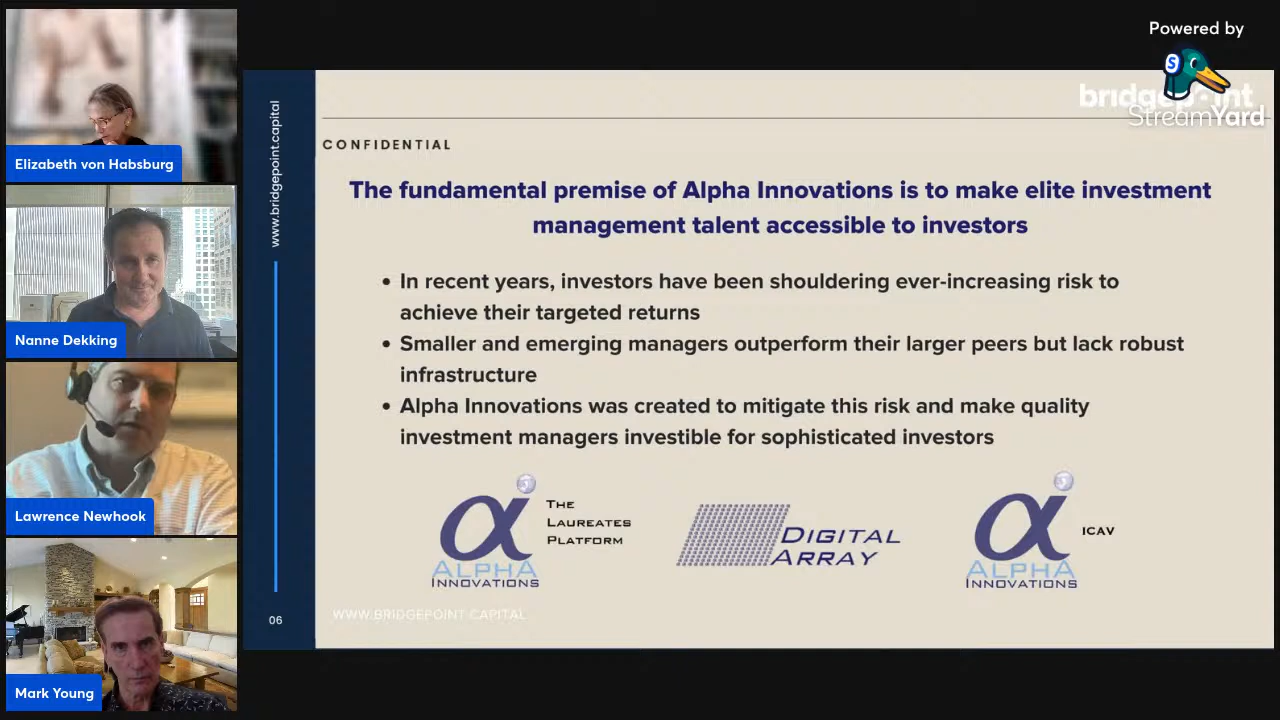 Powered by
S
StreamYard
Elizabeth von Habsburg
Nanne Dekking
Lawrence Newhook
Mark Young
www.bridgepoint.capital
06
bridgepoint
CONFIDENTIAL
The fundamental premise of Alpha Innovations is to make elite investment
management talent accessible to investors
• In recent years, investors have been shouldering ever-increasing risk to
achieve their targeted returns
• Smaller and emerging managers outperform their larger peers but lack robust
infrastructure
• Alpha Innovations was created to mitigate this risk and make quality
investment managers investible for sophisticated investors
α
ALPHA
INNOVATIONS
THE
LAUREATES
PLATFORM
DIGITAL
ARRAY
α
ALPHA
INNOVATIONS
ICAV
WWW.BRIDGEPOINT.CAPITAL